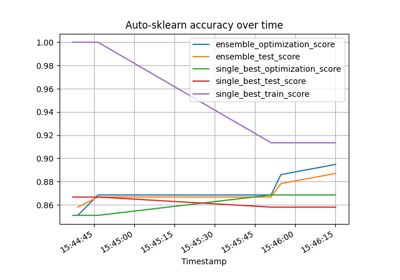 Auto-sklearn accuracy over time
ensemble_optimization_score
ensemble_test_score
single_best_optimization_score
single_best_test_score
single_best_train_score
1.00
0.98
0.96
0.94
0.92
0.90
0.88
0.86
15:44:45
15:45:00
15:45:15
15:45:30
15:45:45
15:46:00
15:46:15
Timestamp